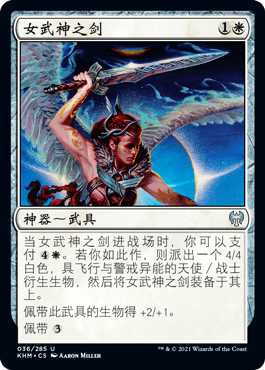 女武神之剑 1
神器～武具
当女武神之剑进战场时，你可以支
付 4。若你如此作，则派出一个 4/4
白色，具飞行与警戒异能的天使／战士
衍生生物，然后将女武神之剑装备于其
上。
佩带此武具的生物得 +2/+1。
佩带 3
036/285 U
KHM • CS AARON MILLER
™ & © 2021 Wizards of the Coast